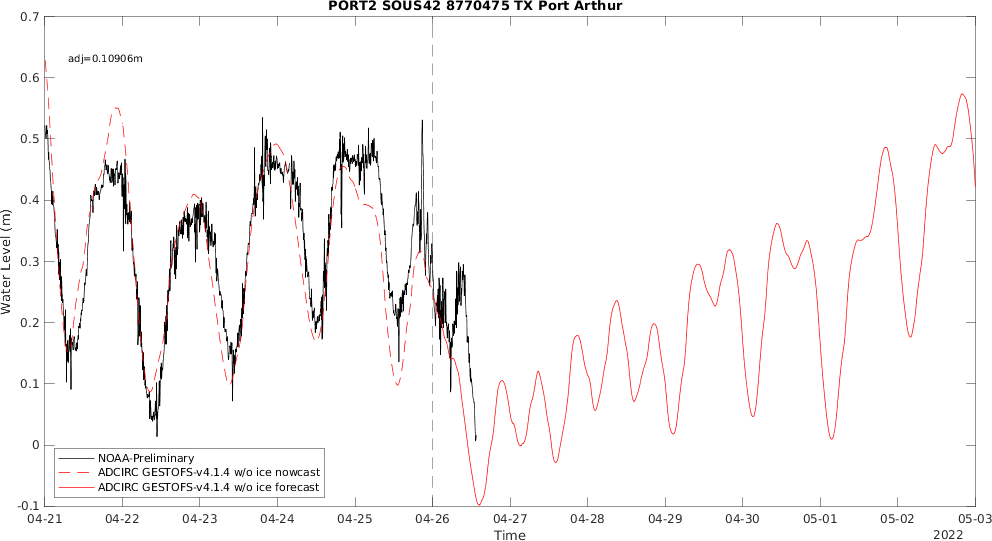 PORT2 SOUS42 8770475 TX Port Arthur
0.7
adj=0.10906m
0.6
0.5
0.4
0.3
0.2
0.1
0
-0.1
Water Level (m)
NOAA-Preliminary
ADCIRC GESTOFS-v4.1.4 w/o ice nowcast
ADCIRC GESTOFS-v4.1.4 w/o ice forecast
04-21 04-22 04-23 04-24 04-25 04-26 04-27 04-28 04-29 04-30 05-01 05-02 05-03
Time
2022